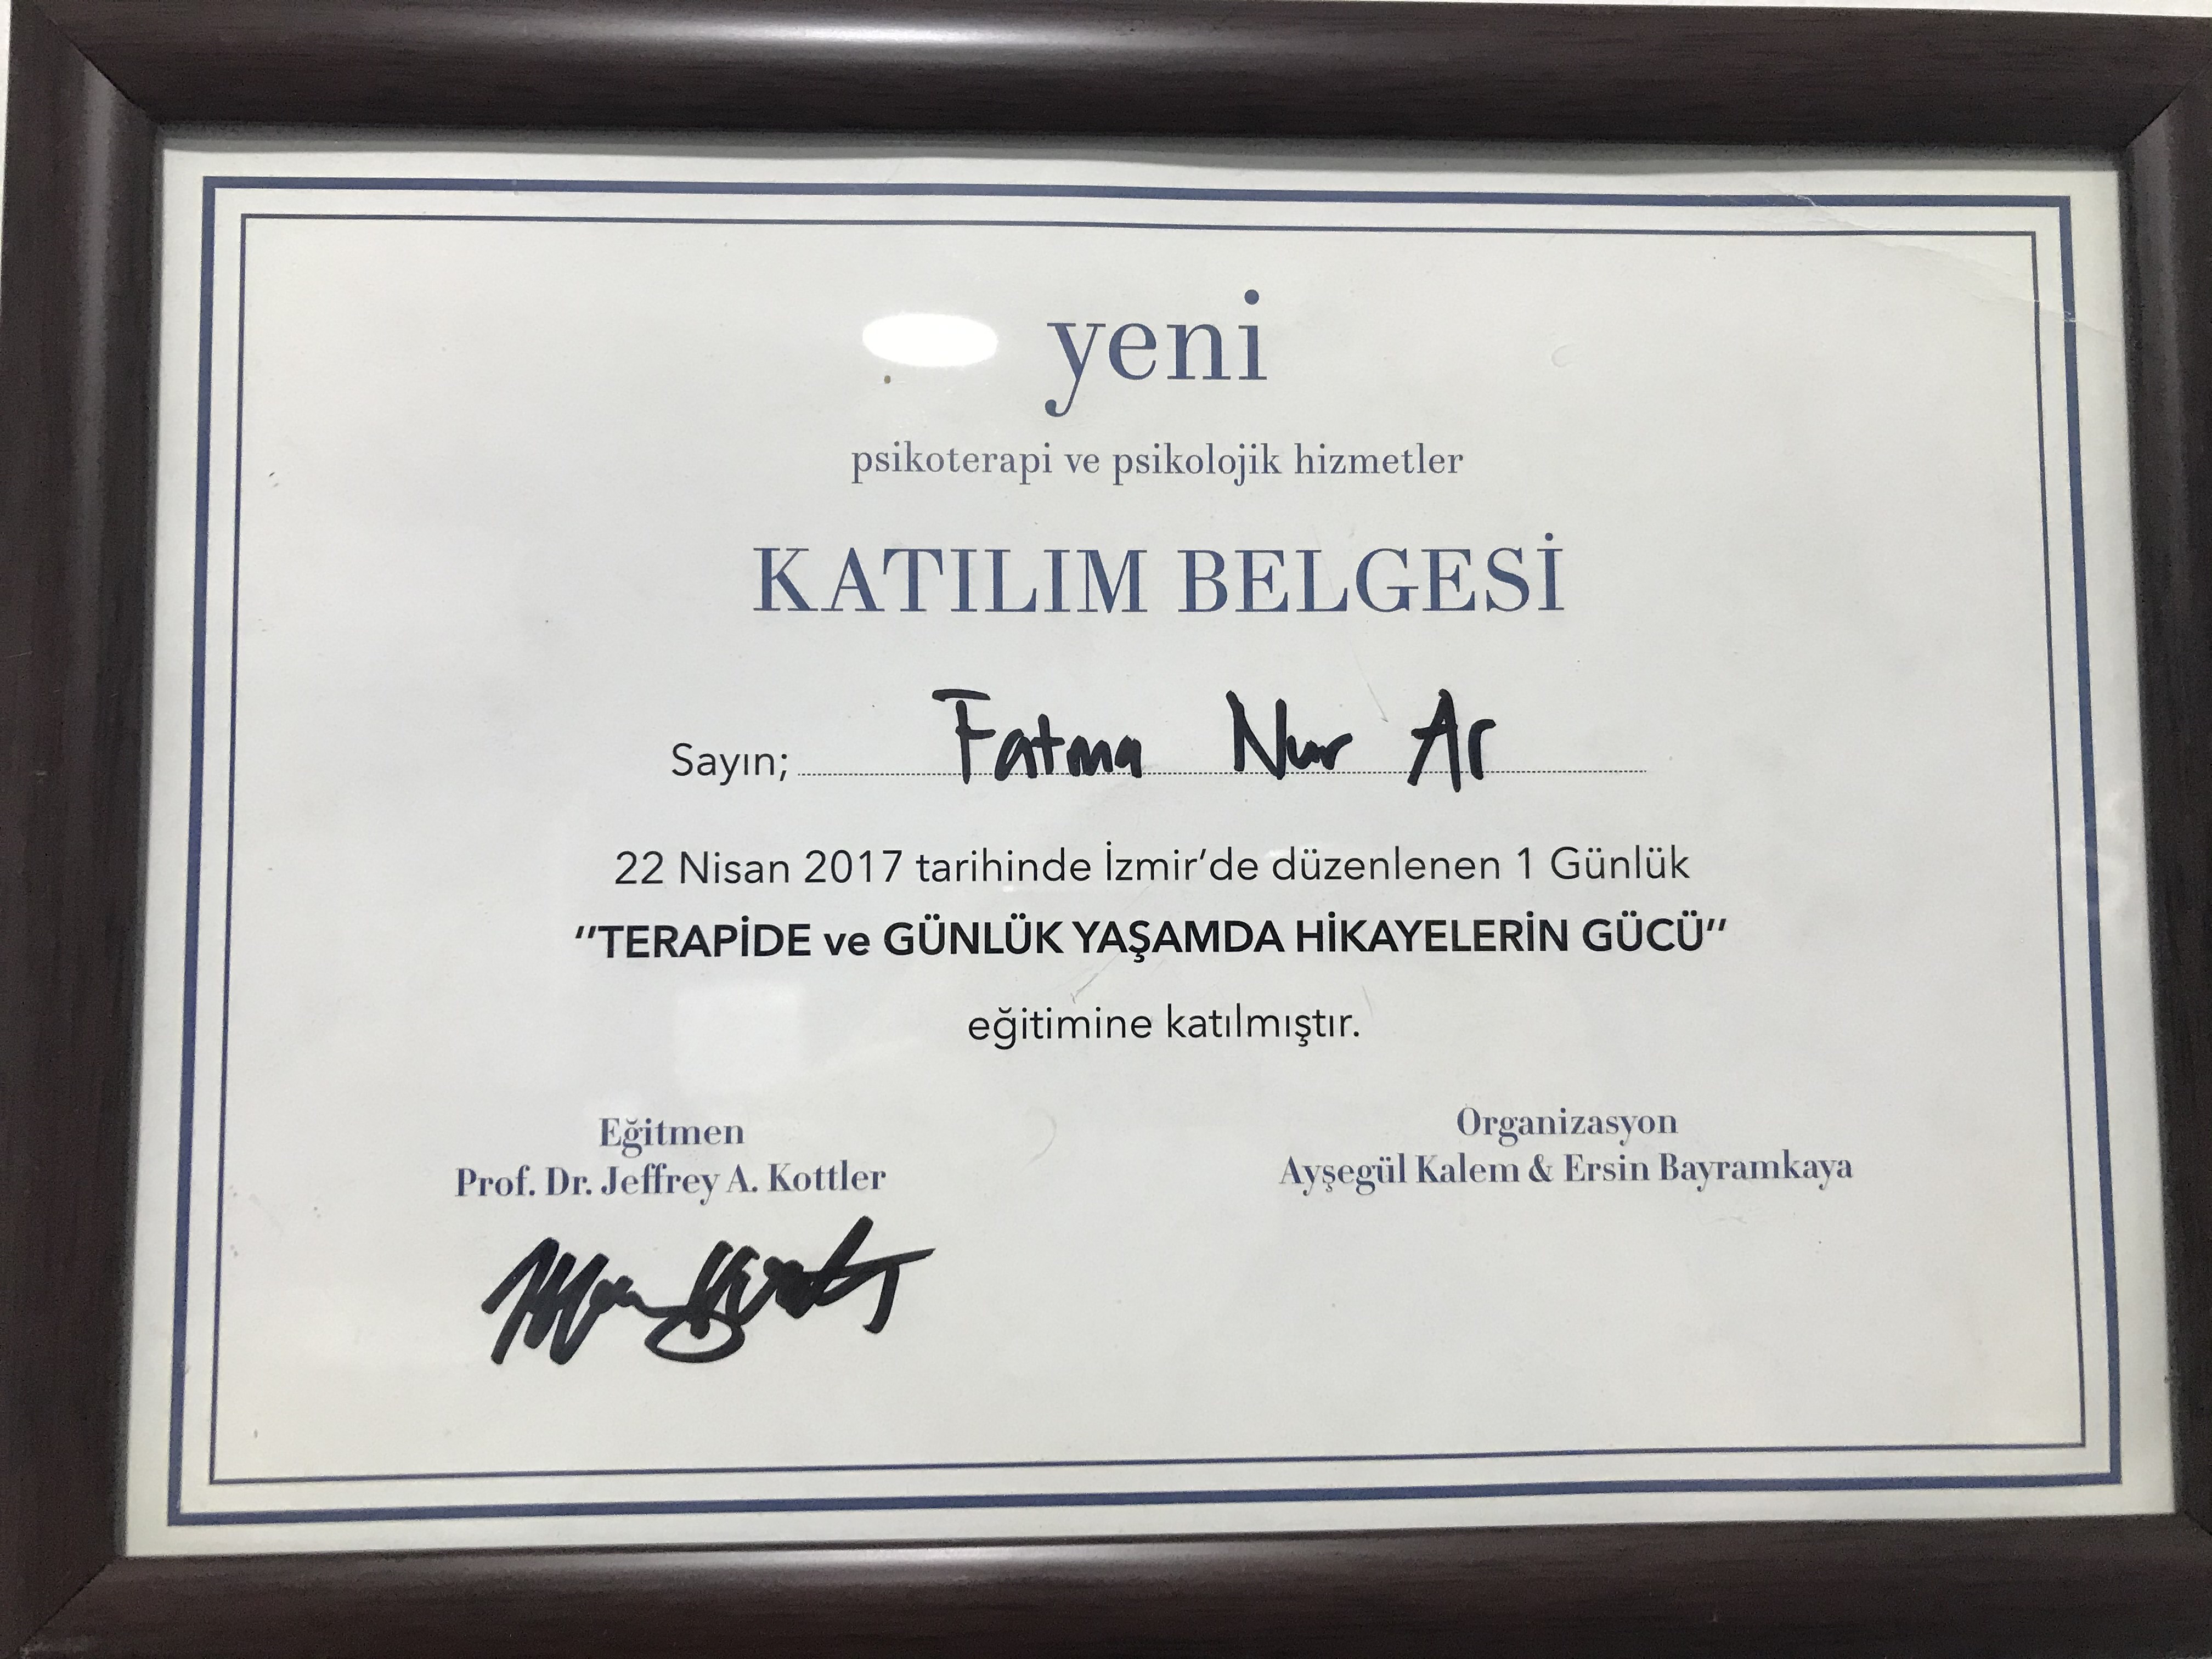 yeni
psikoterapi ve psikolojik hizmetler
KATILIM BELGESİ
Sayın; Fatma Nur Ar
22 Nisan 2017 tarihinde İzmir'de düzenlenen 1 Günlük
"TERAPİDE ve GÜNLÜK YAŞAMDA HİKAYELERİN GÜCÜ"
eğitimine katılmıştır.
Eğitmen
Prof. Dr. Jeffrey A. Kottler
Organizasyon
Ayşegül Kalem & Ersin Bayramkaya